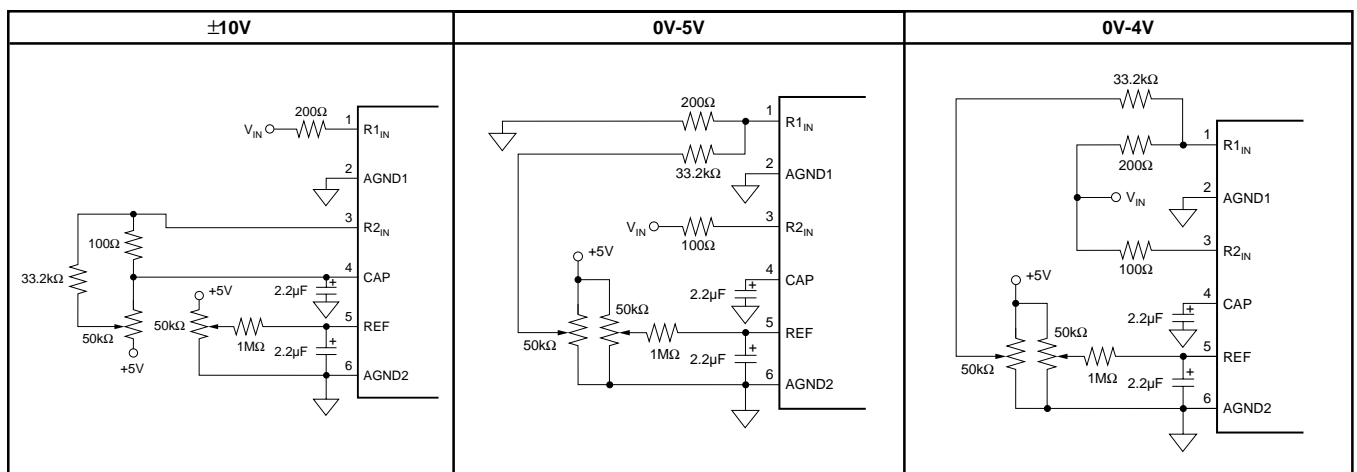 ±10V
200Ω
V_IN
1
R1_IN
2
AGND1
3
R2_IN
100Ω
33.2kΩ
4
CAP
2.2µF
+
+5V
50kΩ
50kΩ
1MΩ
5
REF
2.2µF
+
+5V
6
AGND2
0V-5V
200Ω
1
R1_IN
33.2kΩ
2
AGND1
V_IN
100Ω
3
R2_IN
+5V
4
CAP
2.2µF
+
50kΩ
50kΩ
1MΩ
5
REF
2.2µF
+
6
AGND2
0V-4V
33.2kΩ
1
R1_IN
200Ω
2
AGND1
V_IN
3
R2_IN
100Ω
+5V
4
CAP
2.2µF
+
50kΩ
50kΩ
1MΩ
5
REF
2.2µF
+
6
AGND2